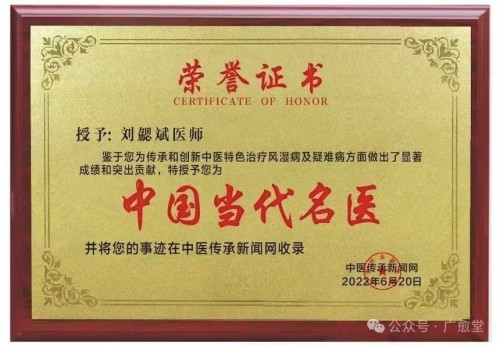 荣誉证书
CERTIFICATE OF HONOR
授予:刘勰斌医师
鉴于您为传承和创新中医特色治疗风湿病及疑难病方面做出了显著
成绩和突出贡献,特授予您为
中国当代名医
并将您的事迹在中医传承新闻网收录
中医传承新闻网
2022年6月20日
公众号·广愈堂